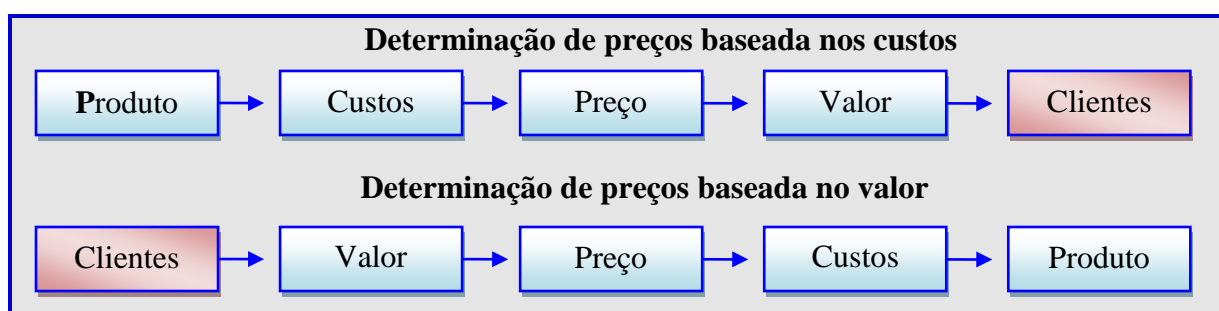 Determinação de preços baseada nos custos
Produto Custos Preço Valor Clientes
Determinação de preços baseada no valor
Clientes Valor Preço Custos Produto